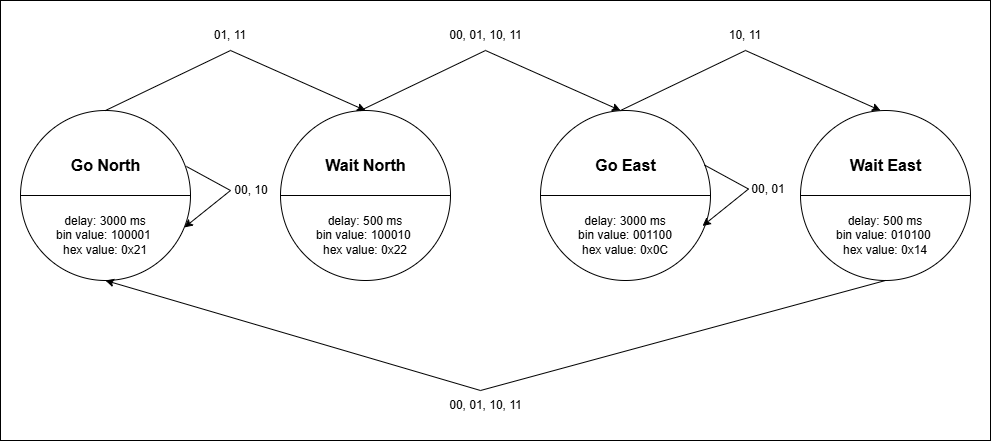 01, 11
00, 01, 10, 11
10, 11
Go North
Wait North
Go East
Wait East
00, 10
00, 01
delay: 3000 ms
bin value: 100001
hex value: 0x21
delay: 500 ms
bin value: 100010
hex value: 0x22
delay: 3000 ms
bin value: 001100
hex value: 0x0C
delay: 500 ms
bin value: 010100
hex value: 0x14
00, 01, 10, 11